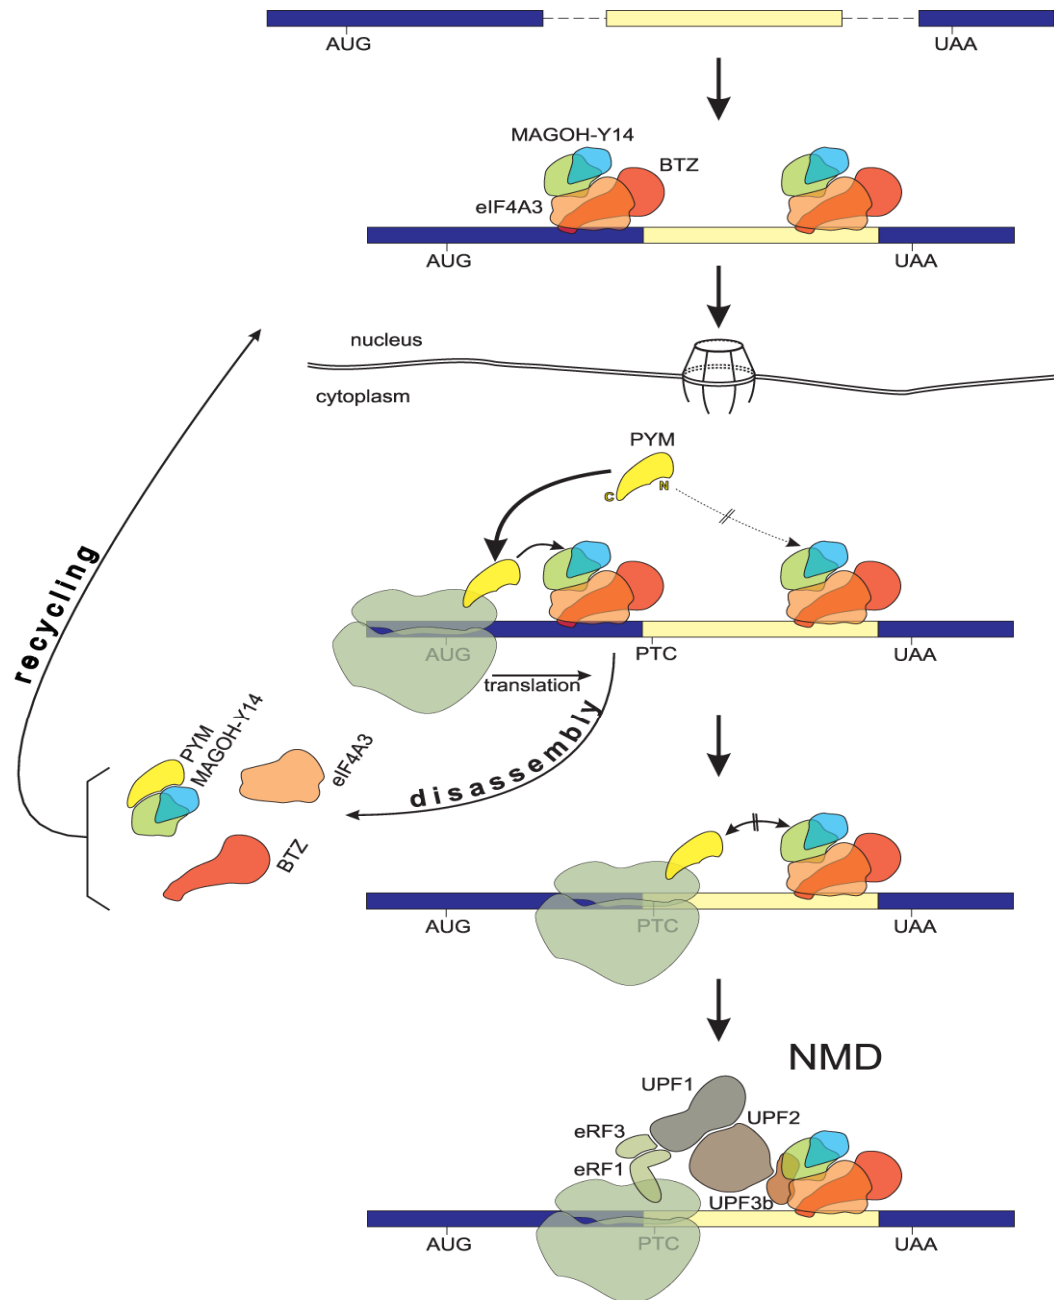 AUG
UAA
MAGOH-Y14
BTZ
eIF4A3
AUG
UAA
nucleus
cytoplasm
PYM
C
N
AUG
PTC
UAA
translation
recycling
disassembly
PYM
MAGOH-Y14
eIF4A3
BTZ
AUG
PTC
UAA
NMD
UPF1
UPF2
eRF3
eRF1
UPF3b
AUG
PTC
UAA